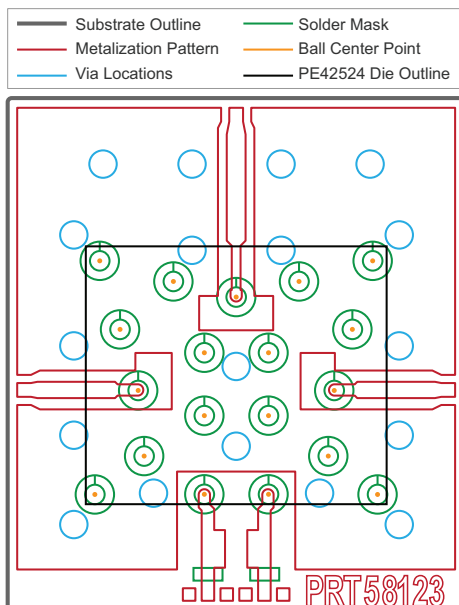 Substrate Outline
Metalization Pattern
Via Locations
Solder Mask
Ball Center Point
PE42524 Die Outline
PRT58123